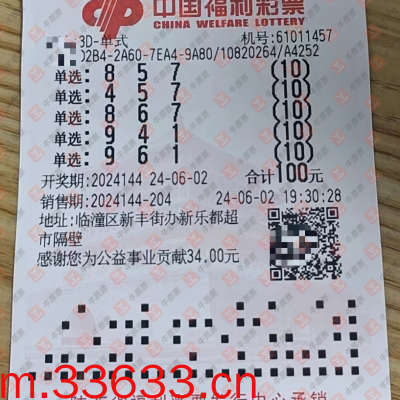 中国福利彩票
CHINA WELFARE LOTTERY
3D-单式 机号:61011457
D2B4-2A60-7EA4-9A80/10820264/A4252
单选: 8 5 7 (10)
单选: 4 5 7 (10)
单选: 8 6 7 (10)
单选: 9 4 1 (10)
单选: 9 6 1 (10)
开奖期:2024144 24-06-02 合计100元
销售期:2024144-204 24-06-02 19:30:28
地址:临潼区新丰街办新乐都超
市隔壁
感谢您为公益事业贡献34.00元
m.33633.cn